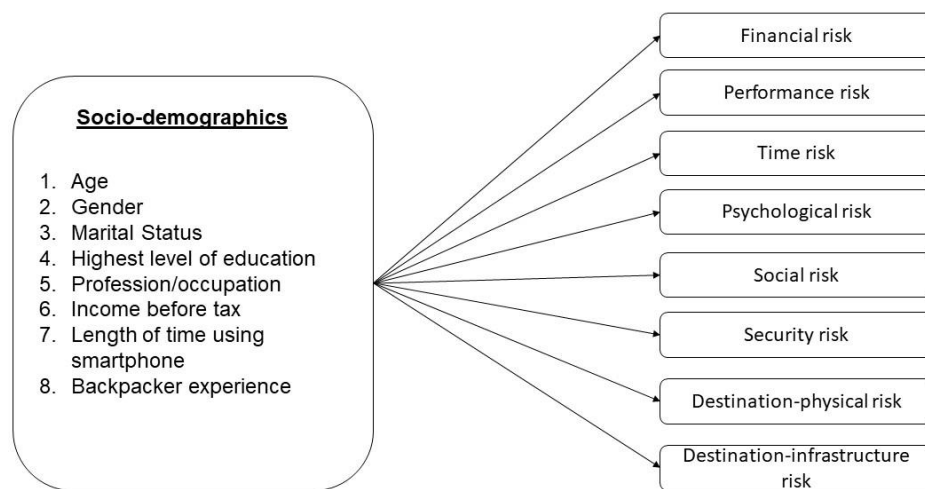 Socio-demographics
1. Age
2. Gender
3. Marital Status
4. Highest level of education
5. Profession/occupation
6. Income before tax
7. Length of time using
smartphone
8. Backpacker experience
Financial risk
Performance risk
Time risk
Psychological risk
Social risk
Security risk
Destination-physical risk
Destination-infrastructure
risk